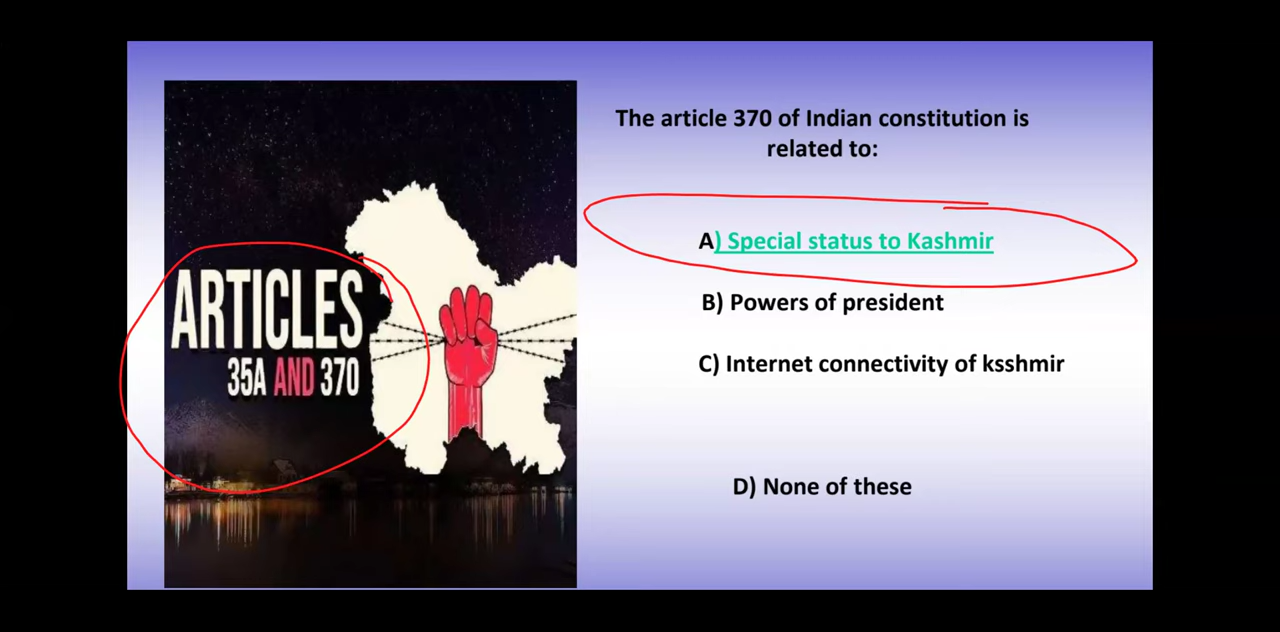 ARTICLES
35A AND 370
The article 370 of Indian constitution is
related to:
A) Special status to Kashmir
B) Powers of president
C) Internet connectivity of ksshmir
D) None of these